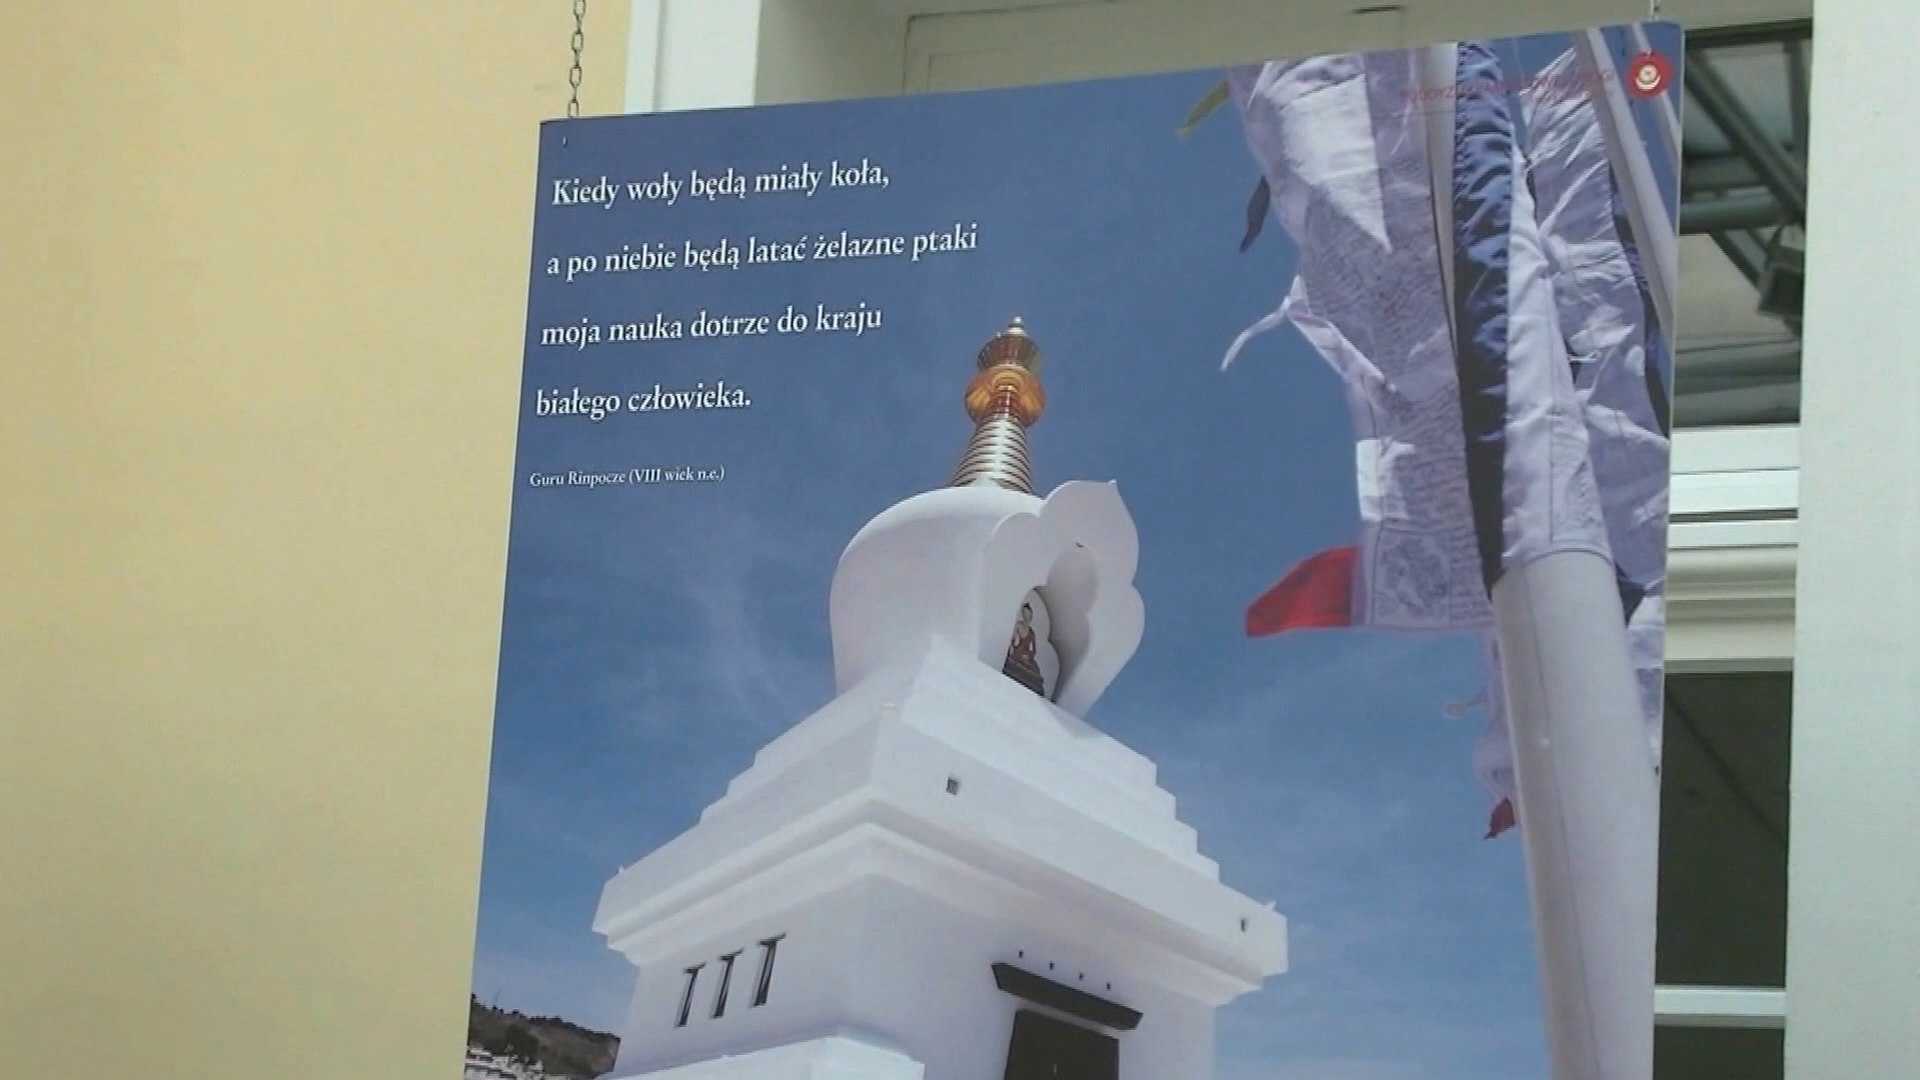 Kiedy woły będą miały koła,
a po niebie będą latać żelazne ptaki
moja nauka dotrze do kraju
białego człowieka.
Guru Rinpocze (VIII wiek n.e.)